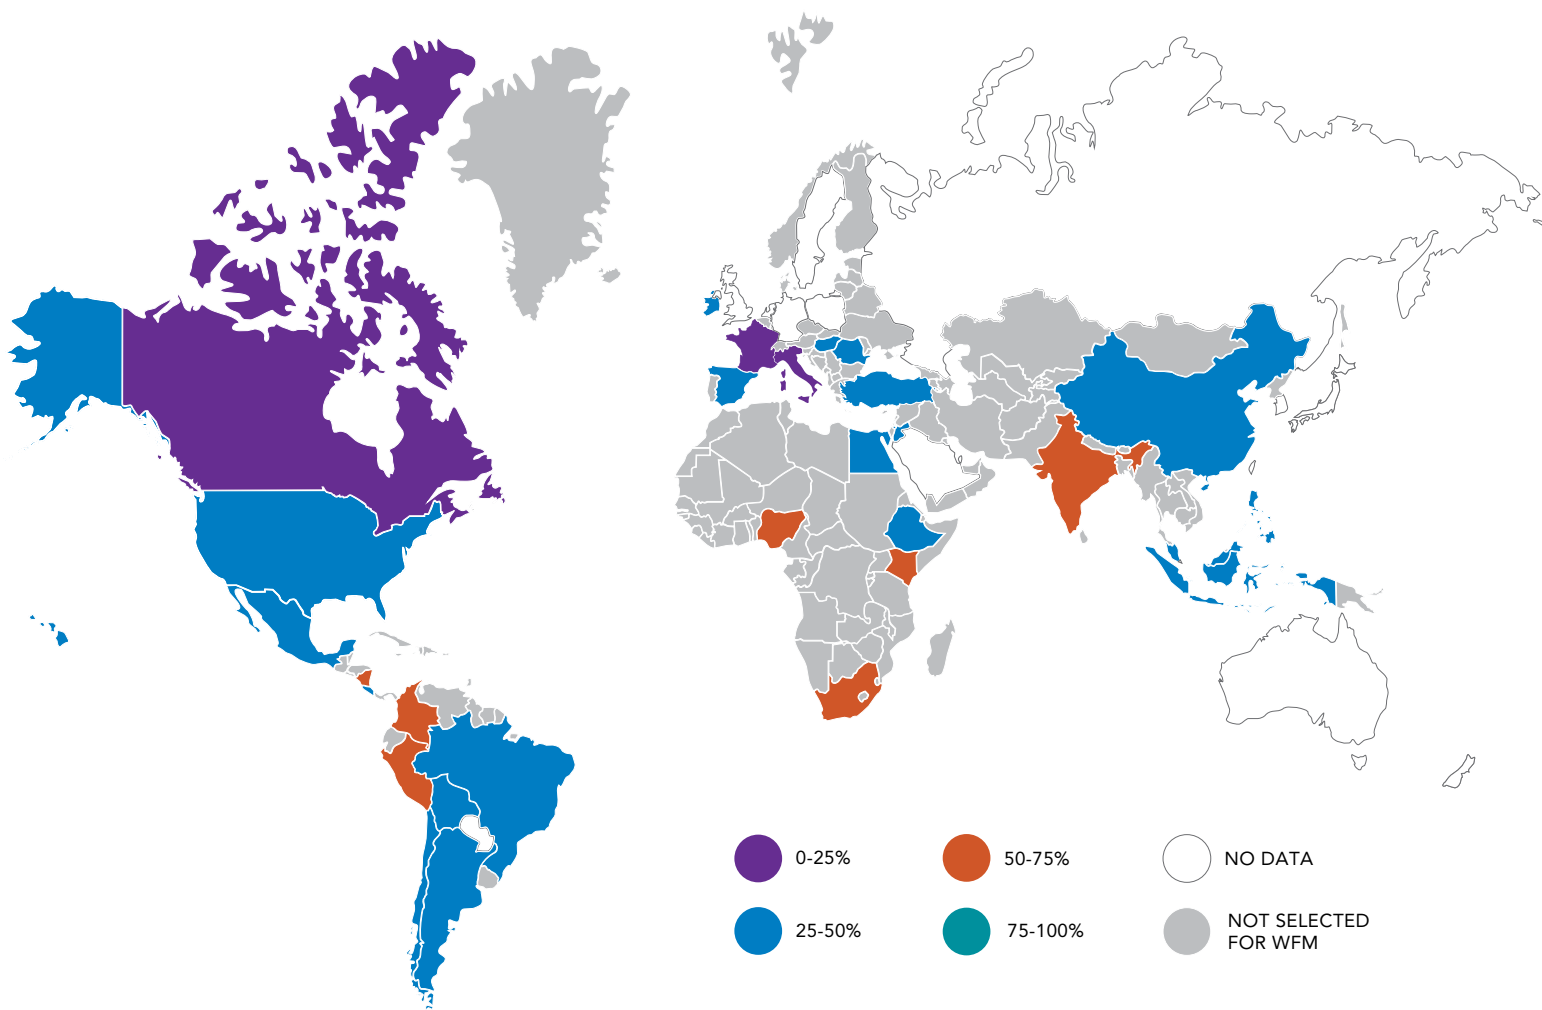 0-25%
50-75%
NO DATA
25-50%
75-100%
NOT SELECTED
FOR WFM